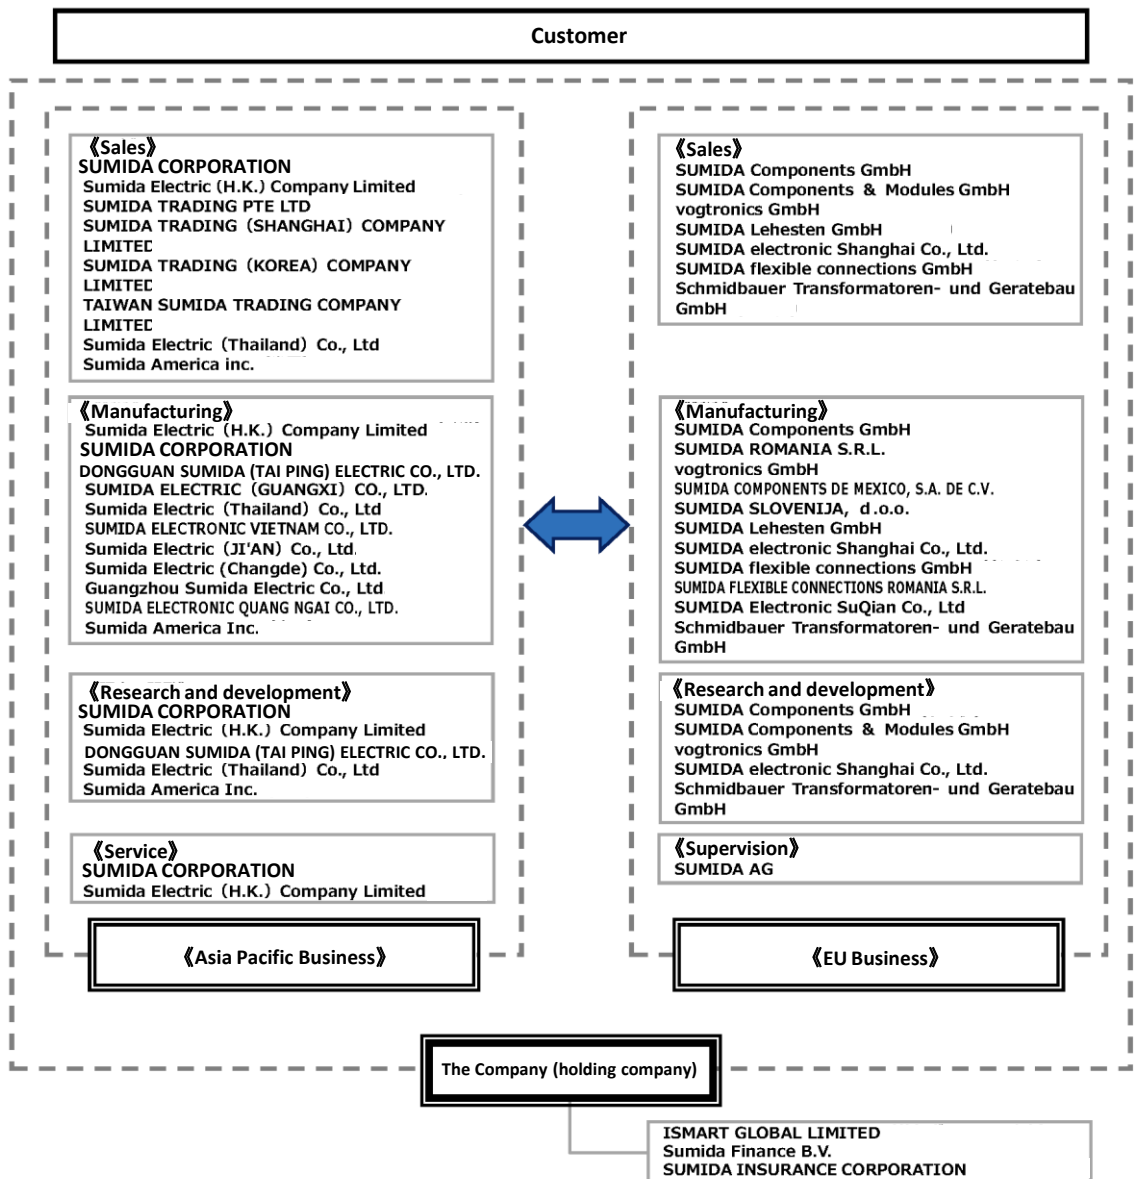 Customer
《Sales》
SUMIDA CORPORATION
Sumida Electric (H.K.) Company Limited
SUMIDA TRADING PTE LTD
SUMIDA TRADING (SHANGHAI) COMPANY
LIMITED
SUMIDA TRADING (KOREA) COMPANY
LIMITED
TAIWAN SUMIDA TRADING COMPANY
LIMITED
Sumida Electric (Thailand) Co., Ltd
Sumida America inc.
《Manufacturing》
Sumida Electric (H.K.) Company Limited
SUMIDA CORPORATION
DONGGUAN SUMIDA (TAI PING) ELECTRIC CO., LTD.
SUMIDA ELECTRIC (GUANGXI) CO., LTD.
Sumida Electric (Thailand) Co., Ltd
SUMIDA ELECTRONIC VIETNAM CO., LTD.
Sumida Electric (JI'AN) Co., Ltd.
Sumida Electric (Changde) Co., Ltd.
Guangzhou Sumida Electric Co., Ltd
SUMIDA ELECTRONIC QUANG NGAI CO., LTD.
Sumida America Inc.
《Research and development》
SUMIDA CORPORATION
Sumida Electric (H.K.) Company Limited
DONGGUAN SUMIDA (TAI PING) ELECTRIC CO., LTD.
Sumida Electric (Thailand) Co., Ltd
Sumida America Inc.
《Service》
SUMIDA CORPORATION
Sumida Electric (H.K.) Company Limited
《Asia Pacific Business》
《Sales》
SUMIDA Components GmbH
SUMIDA Components & Modules GmbH
vogtronics GmbH
SUMIDA Lehesten GmbH
SUMIDA electronic Shanghai Co., Ltd.
SUMIDA flexible connections GmbH
Schmidbauer Transformatoren- und Geratebau
GmbH
《Manufacturing》
SUMIDA Components GmbH
SUMIDA ROMANIA S.R.L.
vogtronics GmbH
SUMIDA COMPONENTS DE MEXICO, S.A. DE C.V.
SUMIDA SLOVENIJA, d.o.o.
SUMIDA Lehesten GmbH
SUMIDA electronic Shanghai Co., Ltd.
SUMIDA flexible connections GmbH
SUMIDA FLEXIBLE CONNECTIONS ROMANIA S.R.L.
SUMIDA Electronic SuQian Co., Ltd
Schmidbauer Transformatoren- und Geratebau
GmbH
《Research and development》
SUMIDA Components GmbH
SUMIDA Components & Modules GmbH
vogtronics GmbH
SUMIDA electronic Shanghai Co., Ltd.
Schmidbauer Transformatoren- und Geratebau
GmbH
《Supervision》
SUMIDA AG
《EU Business》
The Company (holding company)
ISMART GLOBAL LIMITED
Sumida Finance B.V.
SUMIDA INSURANCE CORPORATION